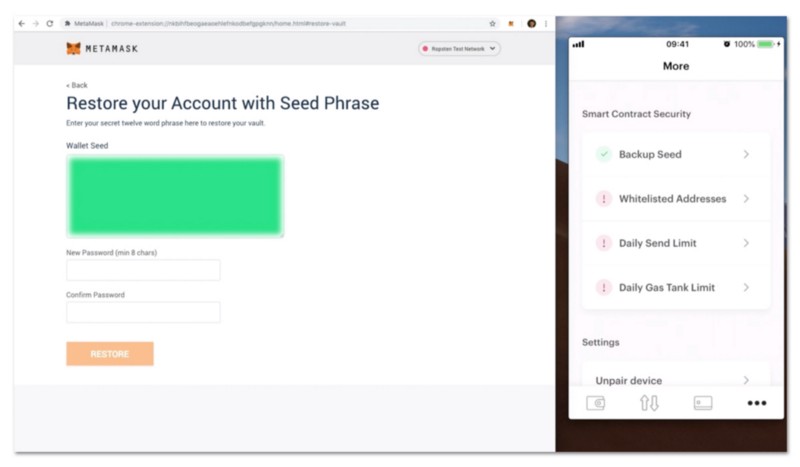 MetaMask | chrome-extension://nkbihfbeogaeaoehlefnkodbefgpgknn/home.html#restore-vault
METAMASK
Ropsten Test Network
< Back
Restore your Account with Seed Phrase
Enter your secret twelve word phrase here to restore your vault.
Wallet Seed
New Password (min 8 chars)
Confirm Password
RESTORE
09:41
100%
More
Smart Contract Security
Backup Seed
Whitelisted Addresses
Daily Send Limit
Daily Gas Tank Limit
Settings
Unpair device